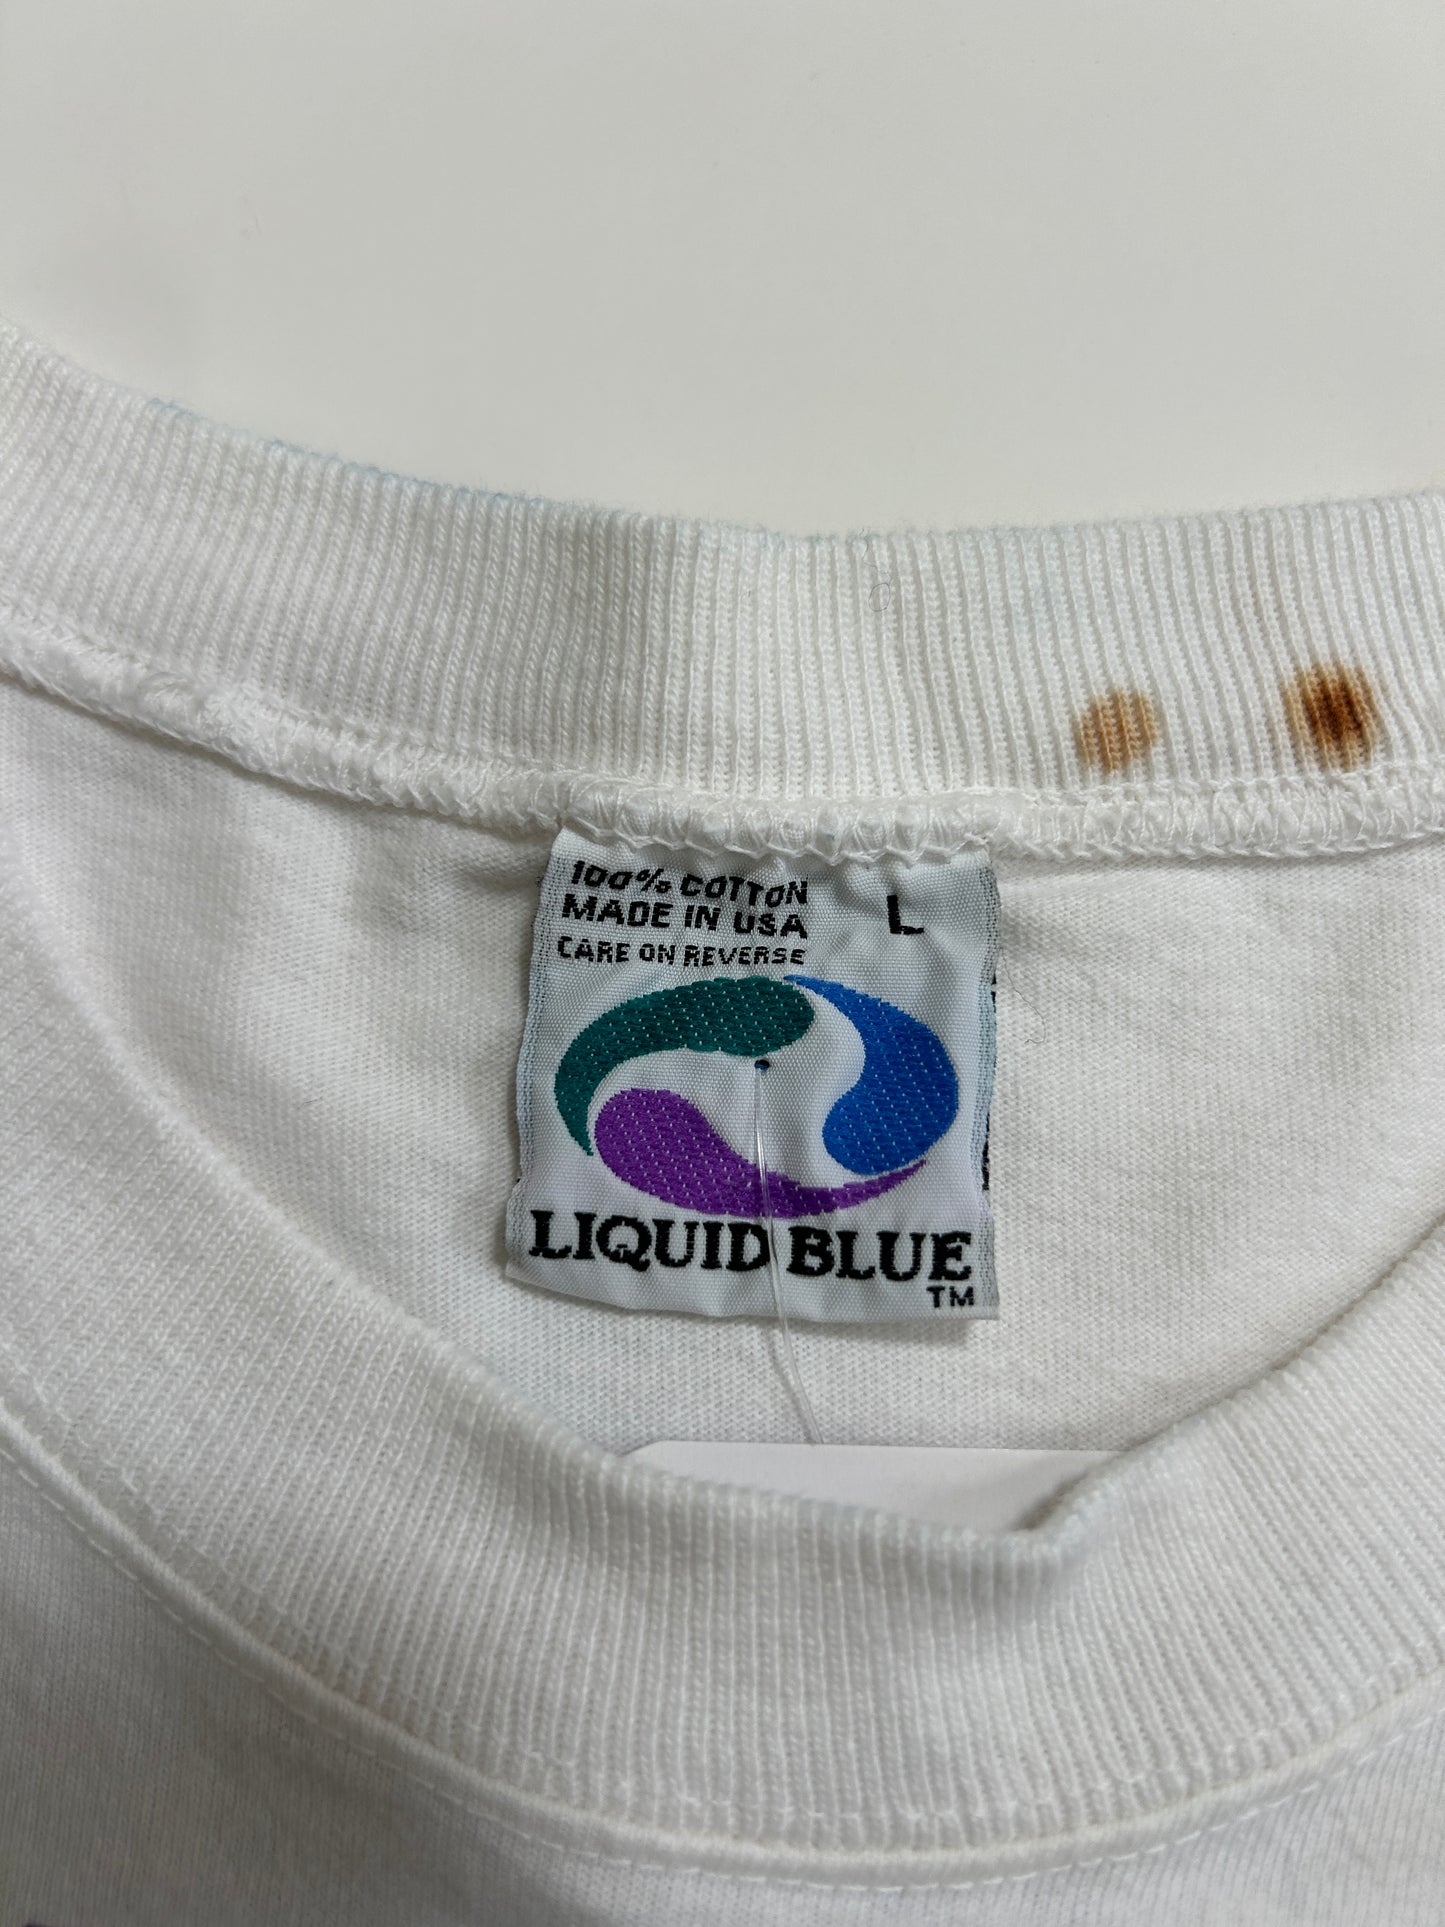 100% COTTON
MADE IN USA
CARE ON REVERSE
L
LIQUID BLUE
TM